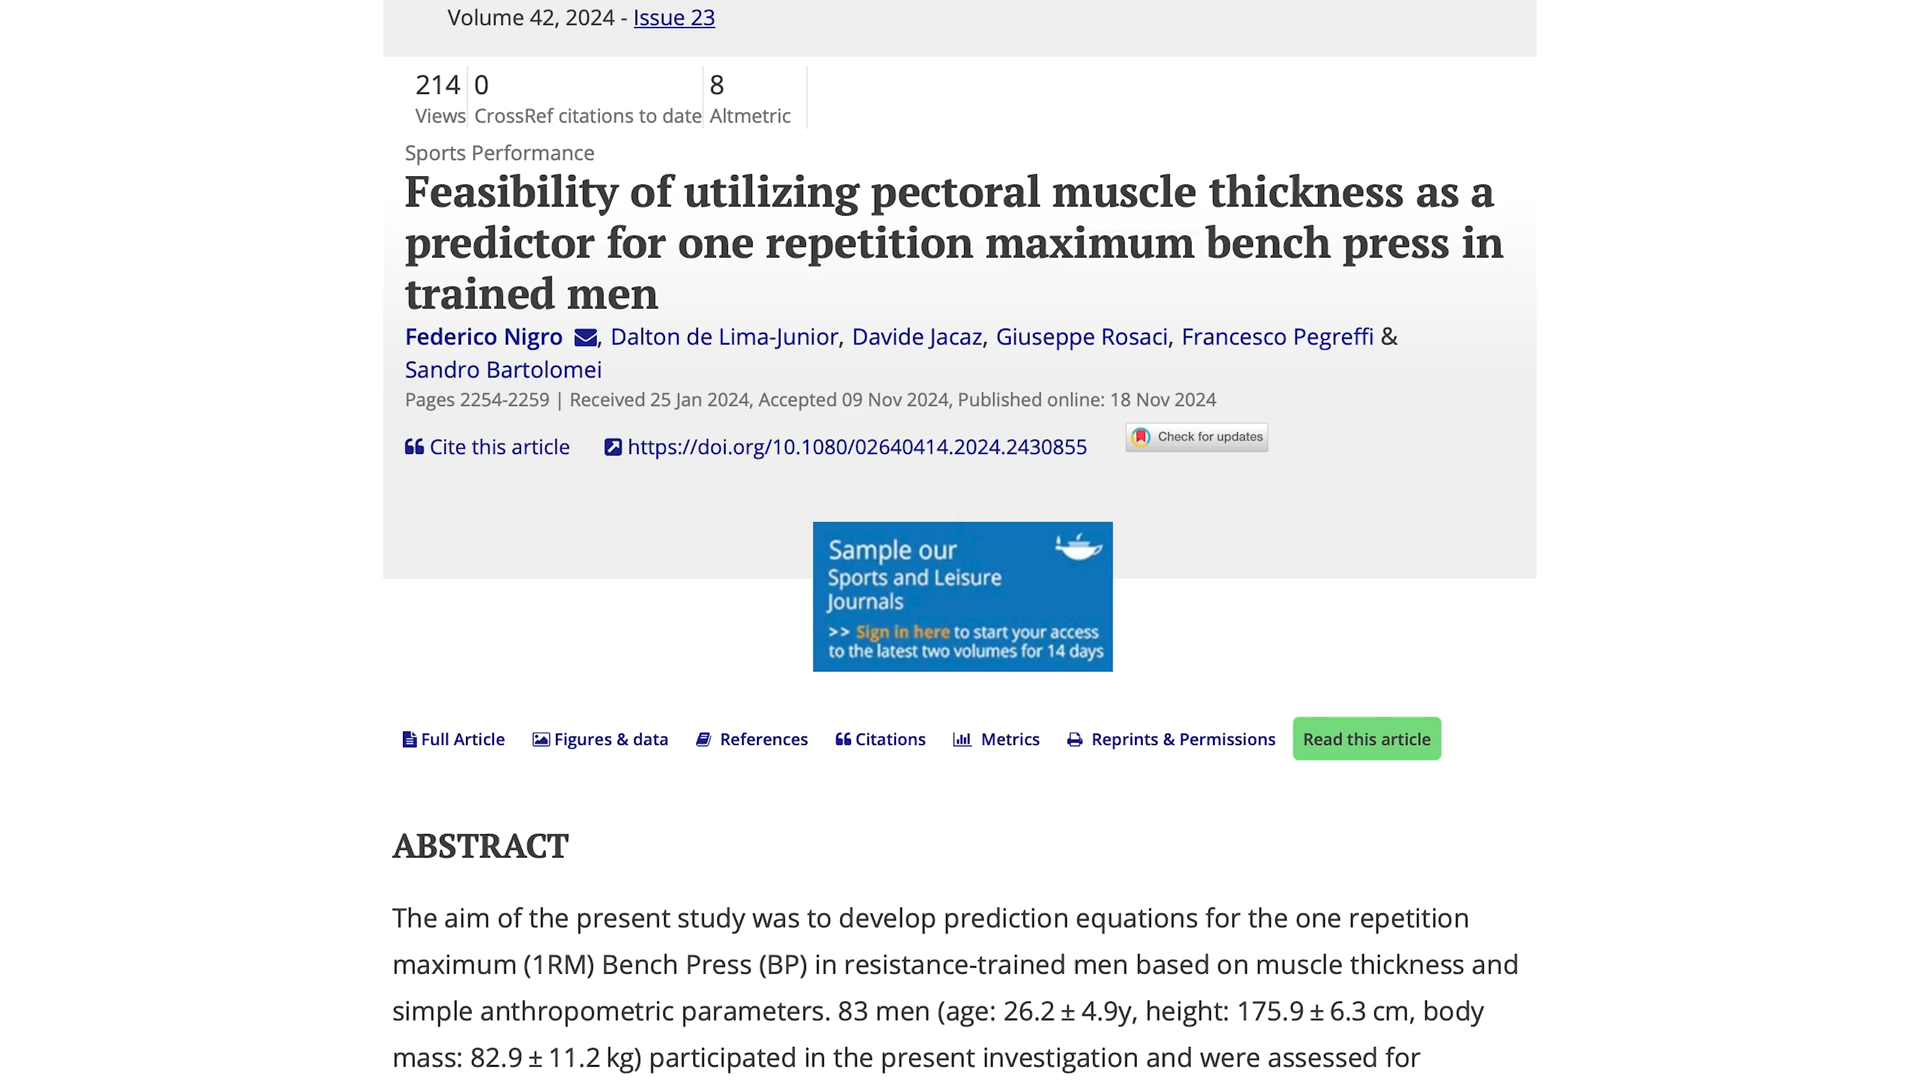 Volume 42, 2024 - Issue 23
214 0 8
Views CrossRef citations to date Altmetric
Sports Performance
Feasibility of utilizing pectoral muscle thickness as a
predictor for one repetition maximum bench press in
trained men
Federico Nigro , Dalton de Lima-Junior, Davide Jacaz, Giuseppe Rosaci, Francesco Pegreffi &
Sandro Bartolomei
Pages 2254-2259 | Received 25 Jan 2024, Accepted 09 Nov 2024, Published online: 18 Nov 2024
Cite this article https://doi.org/10.1080/02640414.2024.2430855 Check for updates
Sample our
Sports and Leisure
Journals
>> Sign in here to start your access
to the latest two volumes for 14 days
Full Article Figures & data References Citations Metrics Reprints & Permissions Read this article
ABSTRACT
The aim of the present study was to develop prediction equations for the one repetition
maximum (1RM) Bench Press (BP) in resistance-trained men based on muscle thickness and
simple anthropometric parameters. 83 men (age: 26.2 ± 4.9y, height: 175.9 ± 6.3 cm, body
mass: 82.9 ± 11.2 kg) participated in the present investigation and were assessed for